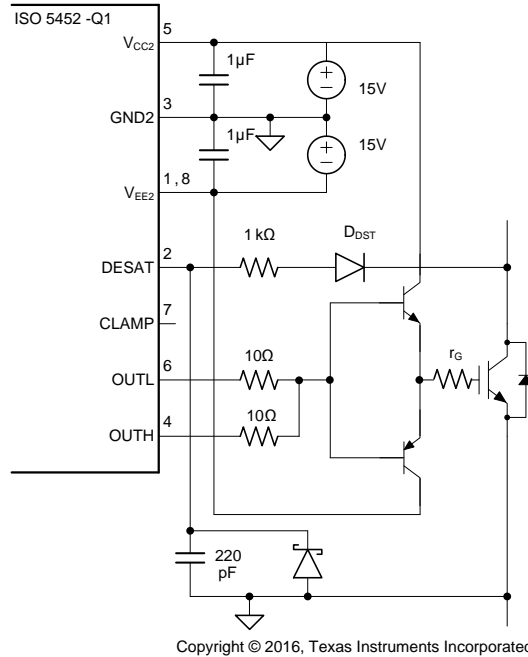 ISO 5452 -Q1
5
VCC2
1µF
15V
3
GND2
1µF
15V
1,8
VEE2
2
DESAT
1 kΩ
DDST
7
CLAMP
6
OUTL
10Ω
rG
4
OUTH
10Ω
220
pF
+
−
+
−
Copyright © 2016, Texas Instruments Incorporated